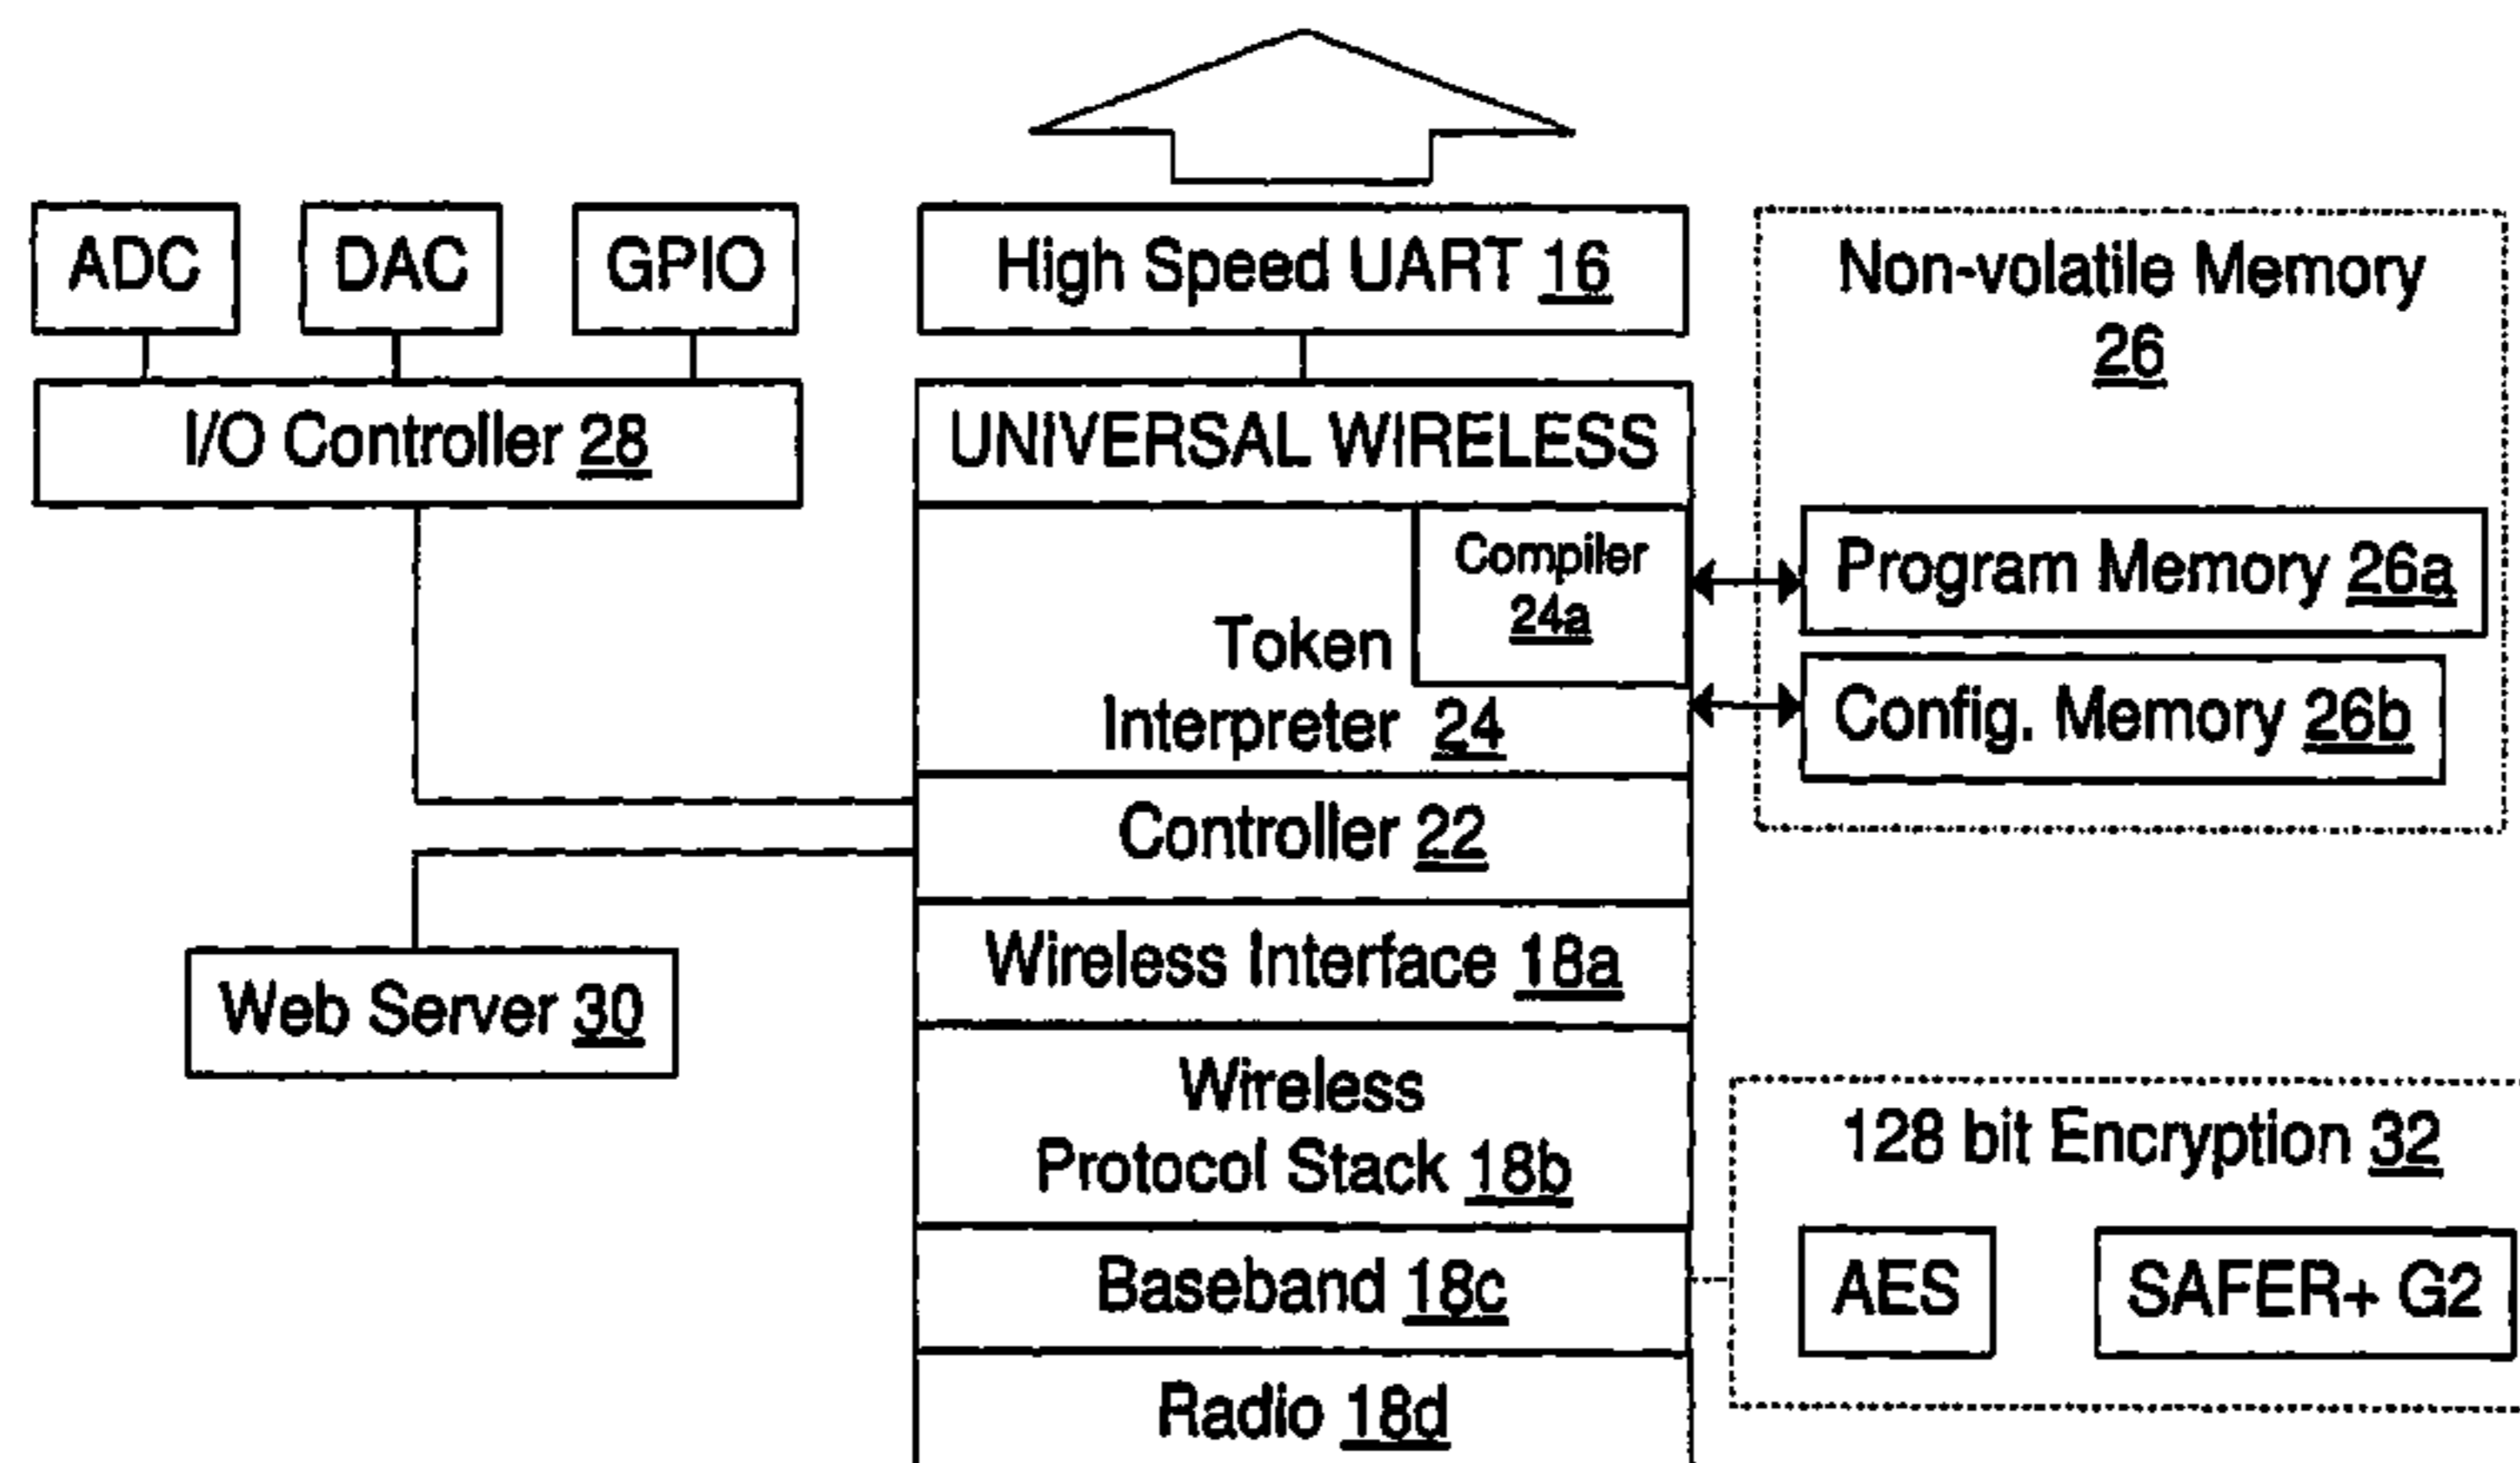 ADC
DAC
GPIO
High Speed UART 16
Non-volatile Memory
26
I/O Controller 28
UNIVERSAL WIRELESS
Compiler
24a
Token
Interpreter 24
Program Memory 26a
Config. Memory 26b
Controller 22
Wireless Interface 18a
Web Server 30
Wireless
Protocol Stack 18b
128 bit Encryption 32
Baseband 18c
AES
SAFER+ G2
Radio 18d